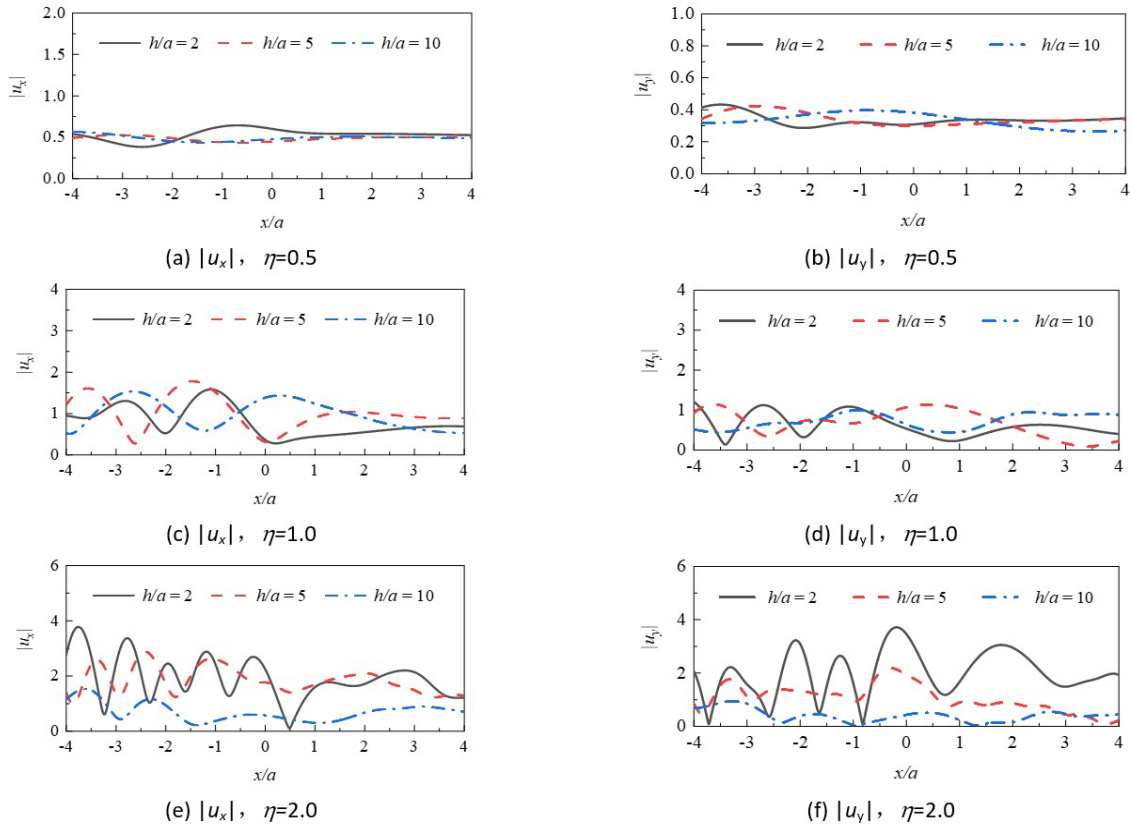 2.0
1.5
1.0
0.5
0.0
|uₓ|
h/a = 2 h/a = 5 h/a = 10
-4 -3 -2 -1 0 1 2 3 4
x/a
(a) |uₓ|, η=0.5
1.0
0.8
0.6
0.4
0.2
0.0
|u_y|
h/a = 2 h/a = 5 h/a = 10
-4 -3 -2 -1 0 1 2 3 4
x/a
(b) |u_y|, η=0.5
4
3
2
1
0
|uₓ|
h/a = 2 h/a = 5 h/a = 10
-4 -3 -2 -1 0 1 2 3 4
x/a
(c) |uₓ|, η=1.0
4
3
2
1
0
|u_y|
h/a = 2 h/a = 5 h/a = 10
-4 -3 -2 -1 0 1 2 3 4
x/a
(d) |u_y|, η=1.0
6
4
2
0
|uₓ|
h/a = 2 h/a = 5 h/a = 10
-4 -3 -2 -1 0 1 2 3 4
x/a
(e) |uₓ|, η=2.0
6
4
2
0
|u_y|
h/a = 2 h/a = 5 h/a = 10
-4 -3 -2 -1 0 1 2 3 4
x/a
(f) |u_y|, η=2.0